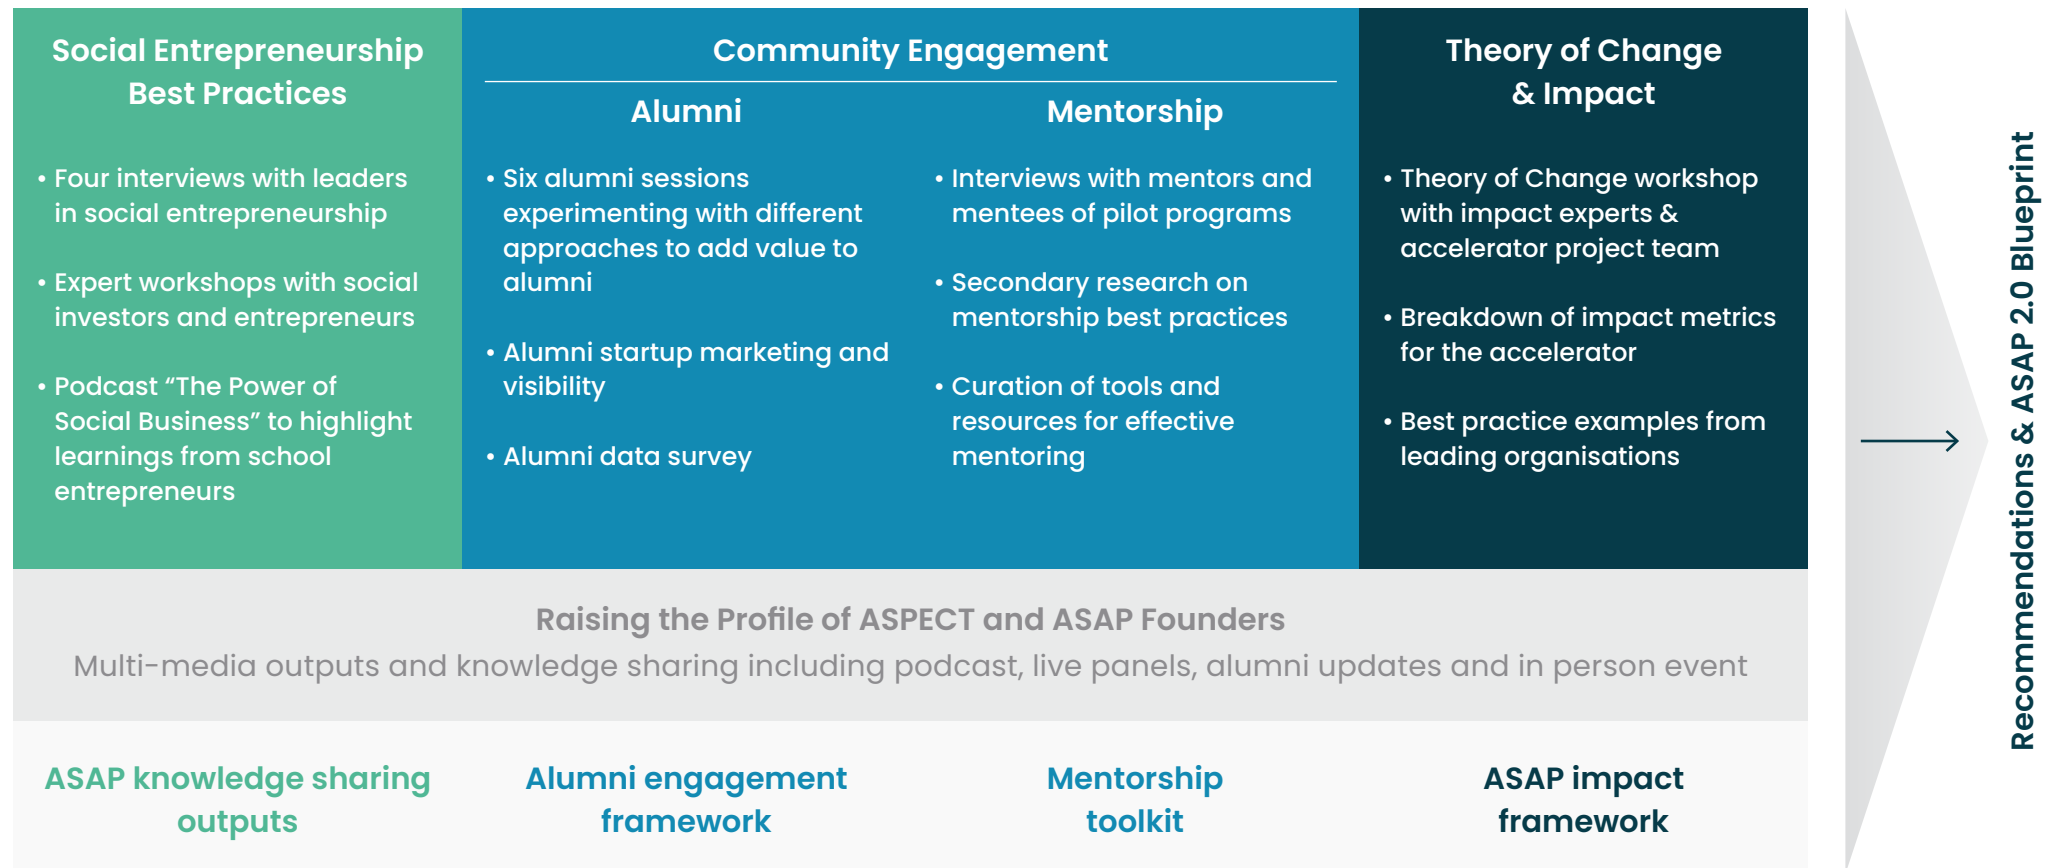 Social Entrepreneurship
Best Practices
• Four interviews with leaders
in social entrepreneurship
• Expert workshops with social
investors and entrepreneurs
• Podcast “The Power of
Social Business” to highlight
learnings from school
entrepreneurs
Community Engagement
Alumni
• Six alumni sessions
experimenting with different
approaches to add value to
alumni
• Alumni startup marketing and
visibility
• Alumni data survey
Mentorship
• Interviews with mentors and
mentees of pilot programs
• Secondary research on
mentorship best practices
• Curation of tools and
resources for effective
mentoring
Theory of Change
& Impact
• Theory of Change workshop
with impact experts &
accelerator project team
• Breakdown of impact metrics
for the accelerator
• Best practice examples from
leading organisations
Raising the Profile of ASPECT and ASAP Founders
Multi-media outputs and knowledge sharing including podcast, live panels, alumni updates and in person event
ASAP knowledge sharing
outputs
Alumni engagement
framework
Mentorship
toolkit
ASAP impact
framework
Recommendations & ASAP 2.0 Blueprint